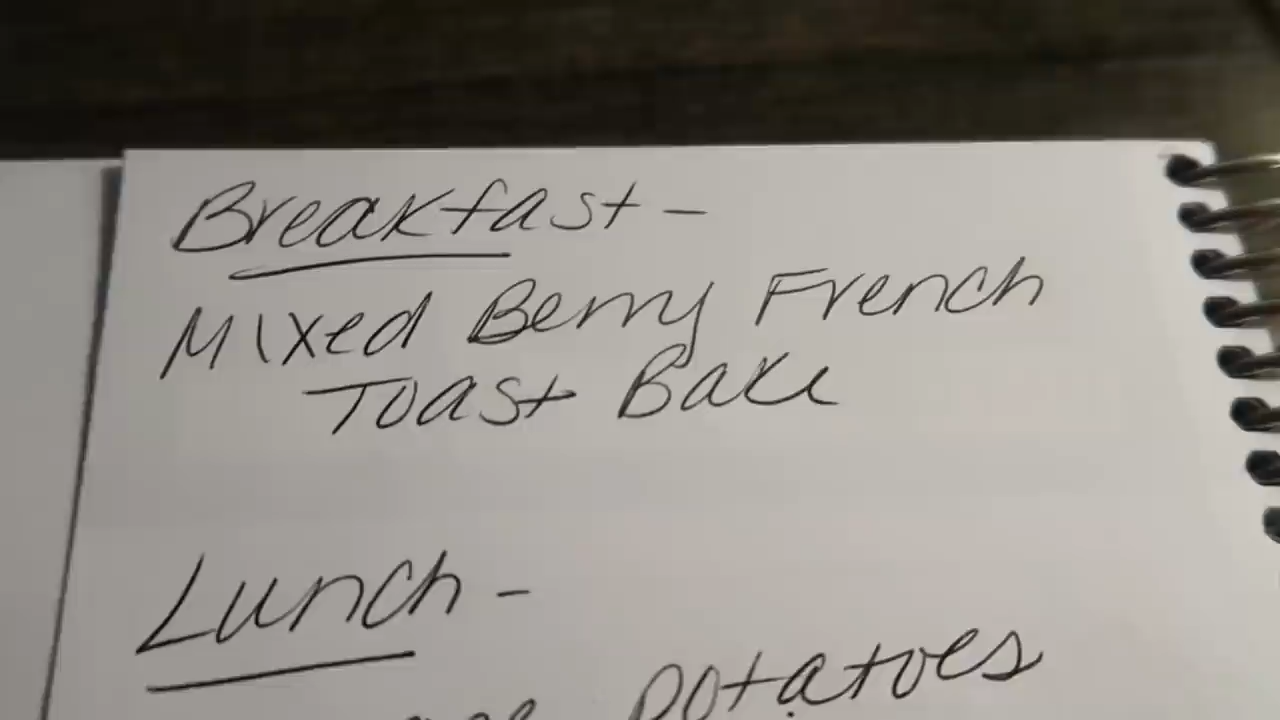 Breakfast -
Mixed Berry French
Toast Bake
Lunch -
potatoes